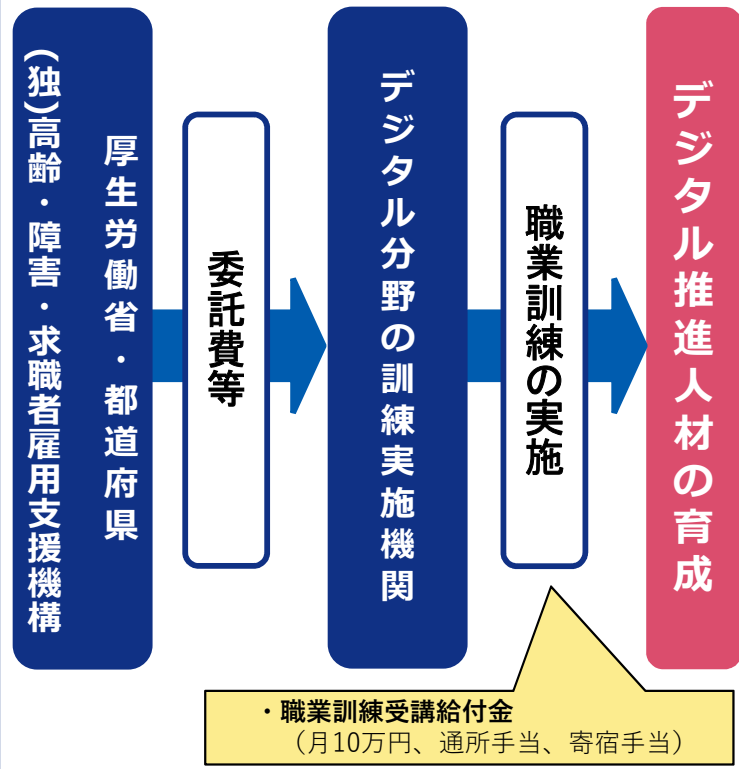 厚生労働省・都道府県
(独)高齢・障害・求職者雇用支援機構
委託費等
デジタル分野の訓練実施機関
職業訓練の実施
デジタル推進人材の育成
・職業訓練受講給付金
（月10万円、通所手当、寄宿手当）